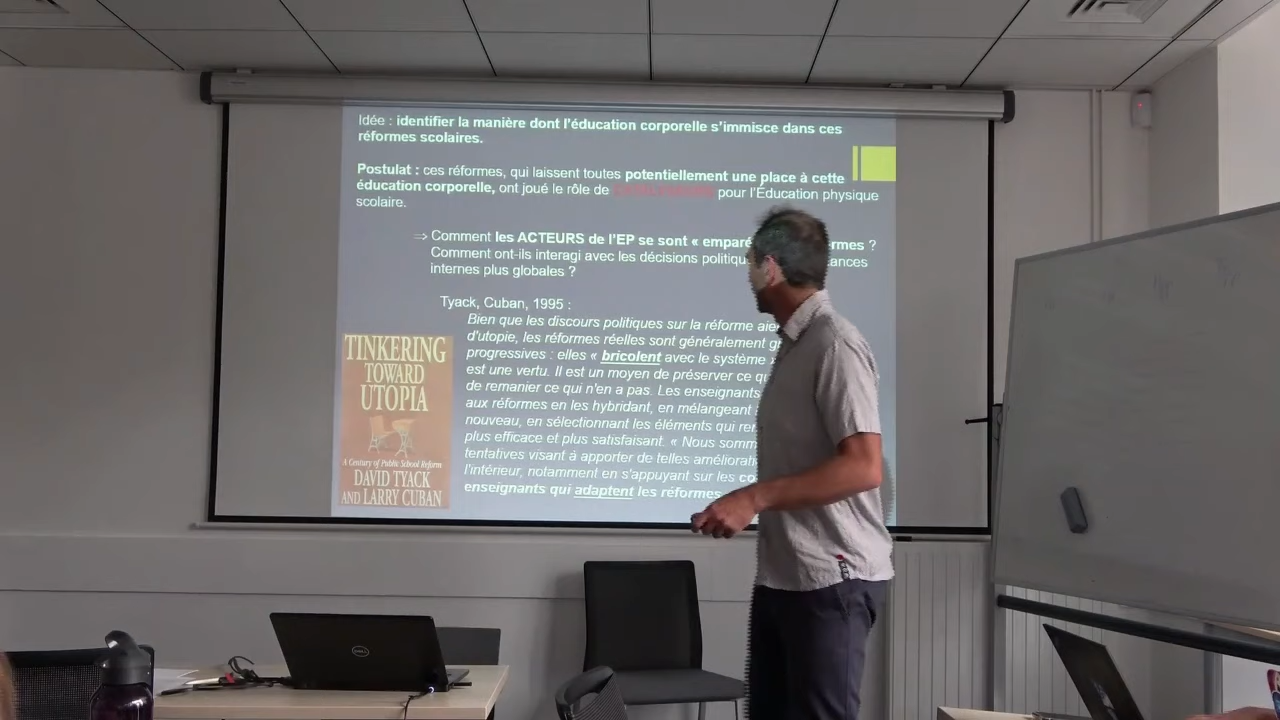 Idée : identifier la manière dont l'éducation corporelle s'immisce dans ces
réformes scolaires.
Postulat : ces réformes, qui laissent toutes potentiellement une place à cette
éducation corporelle, ont joué le rôle de pour l'Éducation physique
scolaire.
⇒ Comment les ACTEURS de l'EP se sont « emparé rmes ?
Comment ont-ils interagi avec les décisions politiqu ances
internes plus globales ?
Tyack, Cuban, 1995 :
Bien que les discours politiques sur la réforme aie
d'utopie, les réformes réelles sont généralement g
progressives : elles « bricolent avec le système »
est une vertu. Il est un moyen de préserver ce q
de remanier ce qui n'en a pas. Les enseignants
aux réformes en les hybridant, en mélangeant
nouveau, en sélectionnant les éléments qui ren
plus efficace et plus satisfaisant. « Nous somm
tentatives visant à apporter de telles améliorati
l'intérieur, notamment en s'appuyant sur les co
enseignants qui adaptent les réformes
TINKERING
TOWARD
UTOPIA
A Century of Public School Reform
DAVID TYACK
AND LARRY CUBAN
DELL